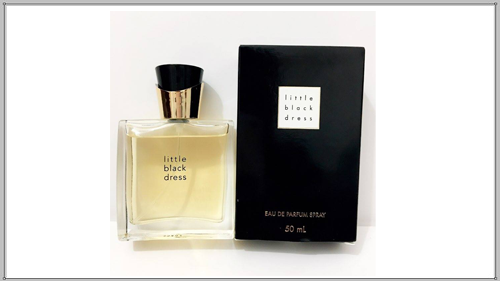 little
black
dress
little
black
dress
EAU DE PARFUM SPRAY
50 mL